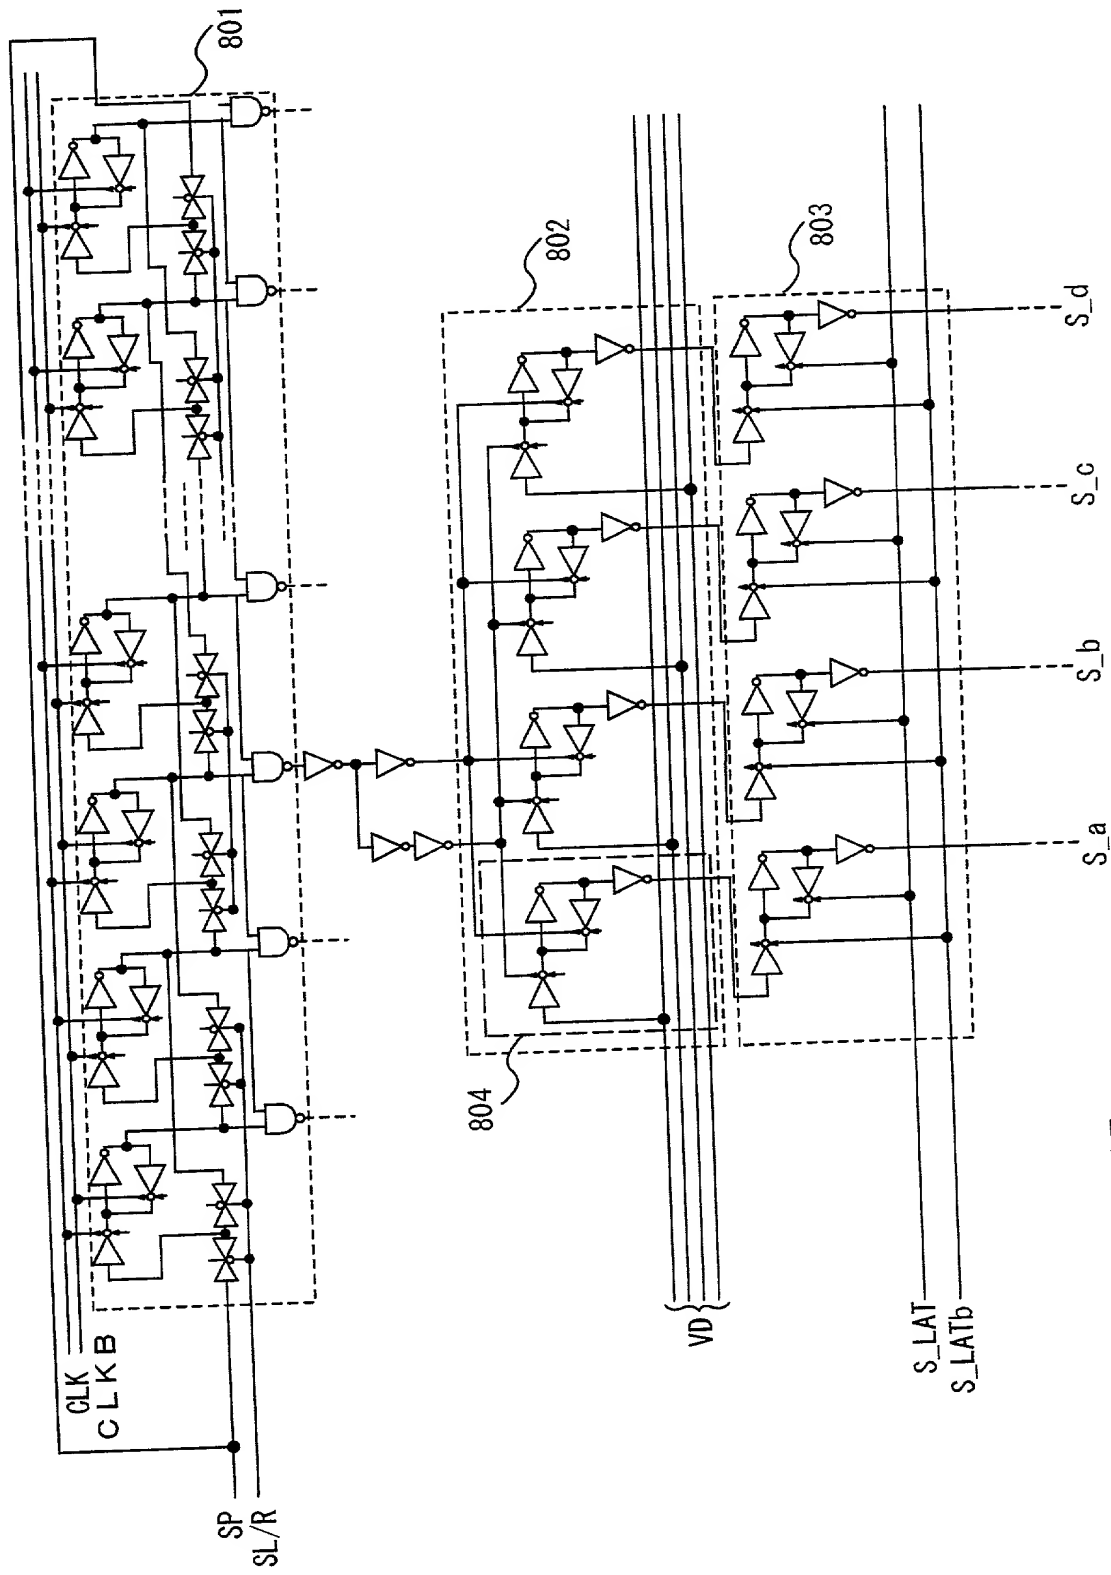 801
802
803
804
CLK
CLKB
SP
SL/R
VD
S_LAT
S_LATb
S_a
S_b
S_c
S_d